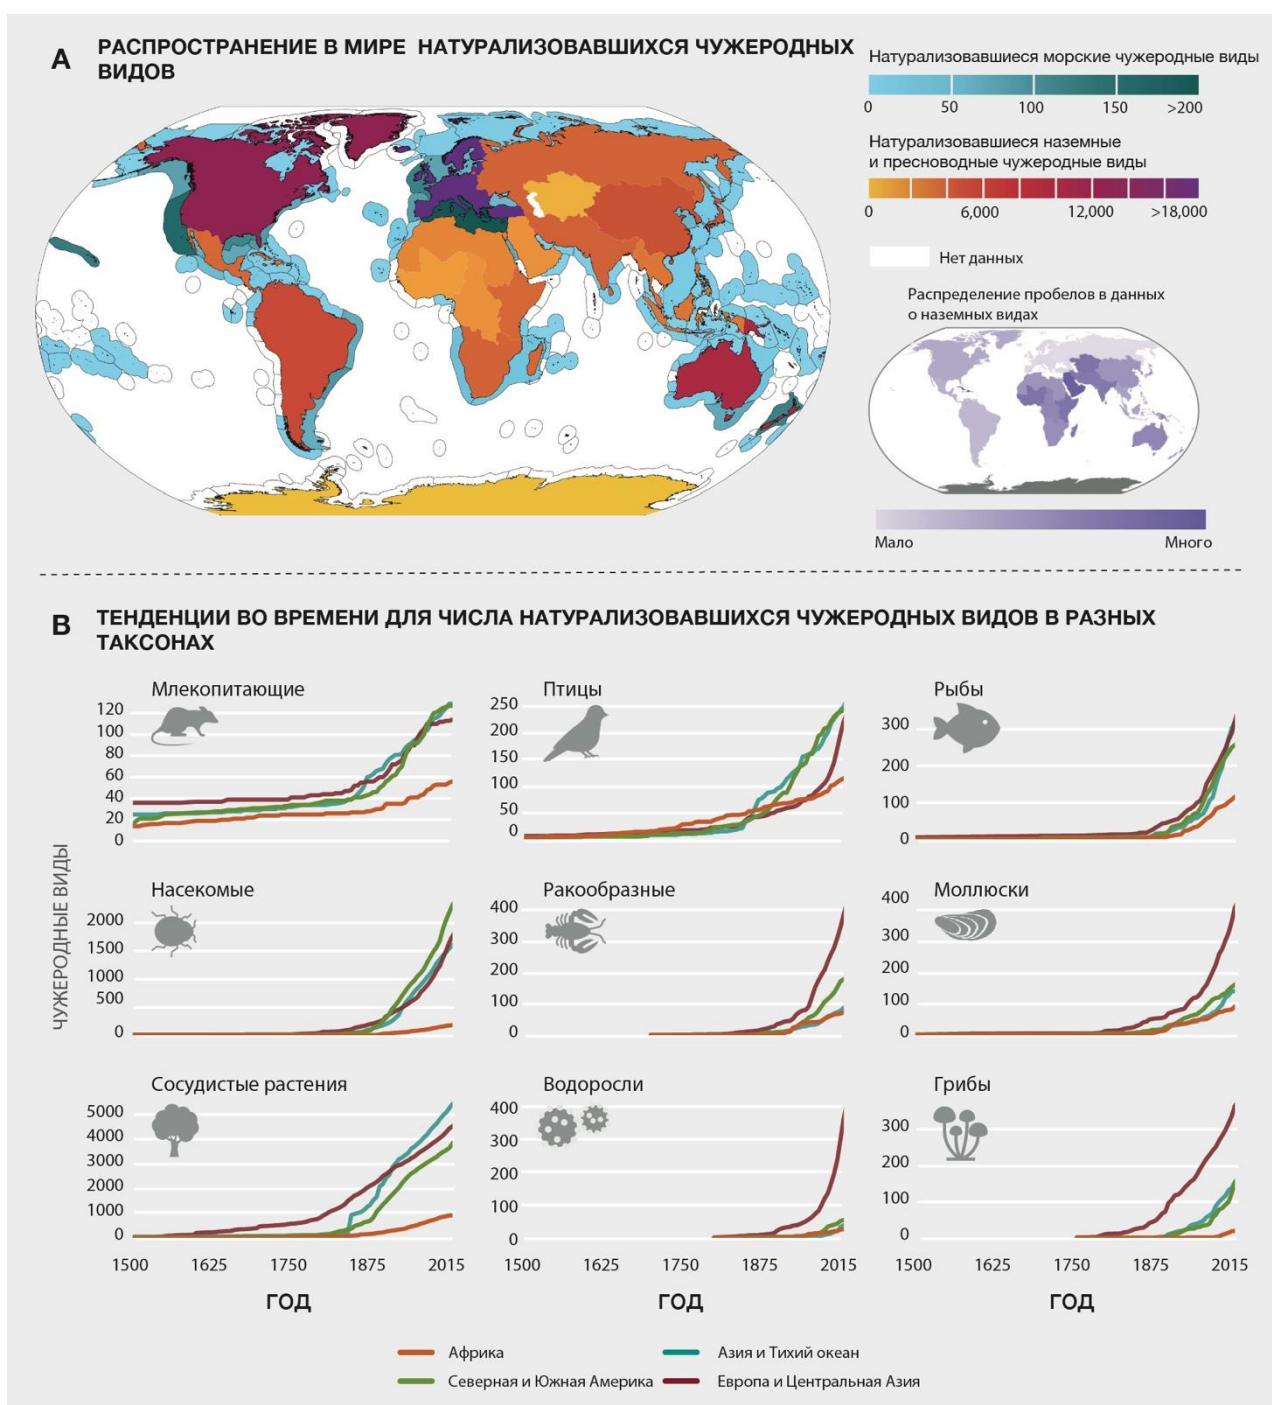 A
РАСПРОСТРАНЕНИЕ В МИРЕ НАТУРАЛИЗОВАВШИХСЯ ЧУЖЕРОДНЫХ
ВИДОВ
Натурализовавшиеся морские чужеродные виды
0 50 100 150 >200
Натурализовавшиеся наземные
и пресноводные чужеродные виды
0 6,000 12,000 >18,000
Нет данных
Распределение пробелов в данных
о наземных видах
Мало Много
B
ТЕНДЕНЦИИ ВО ВРЕМЕНИ ДЛЯ ЧИСЛА НАТУРАЛИЗОВАВШИХСЯ ЧУЖЕРОДНЫХ ВИДОВ В РАЗНЫХ
ТАКСОНАХ
ЧУЖЕРОДНЫЕ ВИДЫ
Млекопитающие
120
100
80
60
40
20
0
Птицы
250
200
150
100
50
0
Рыбы
300
200
100
0
Насекомые
2000
1500
1000
500
0
Ракообразные
400
300
200
100
0
Моллюски
400
300
200
100
0
Сосудистые растения
5000
4000
3000
2000
1000
0
Водоросли
400
300
200
100
0
Грибы
300
200
100
0
1500 1625 1750 1875 2015
1500 1625 1750 1875 2015
1500 1625 1750 1875 2015
ГОД
ГОД
ГОД
Африка
Азия и Тихий океан
Северная и Южная Америка
Европа и Центральная Азия